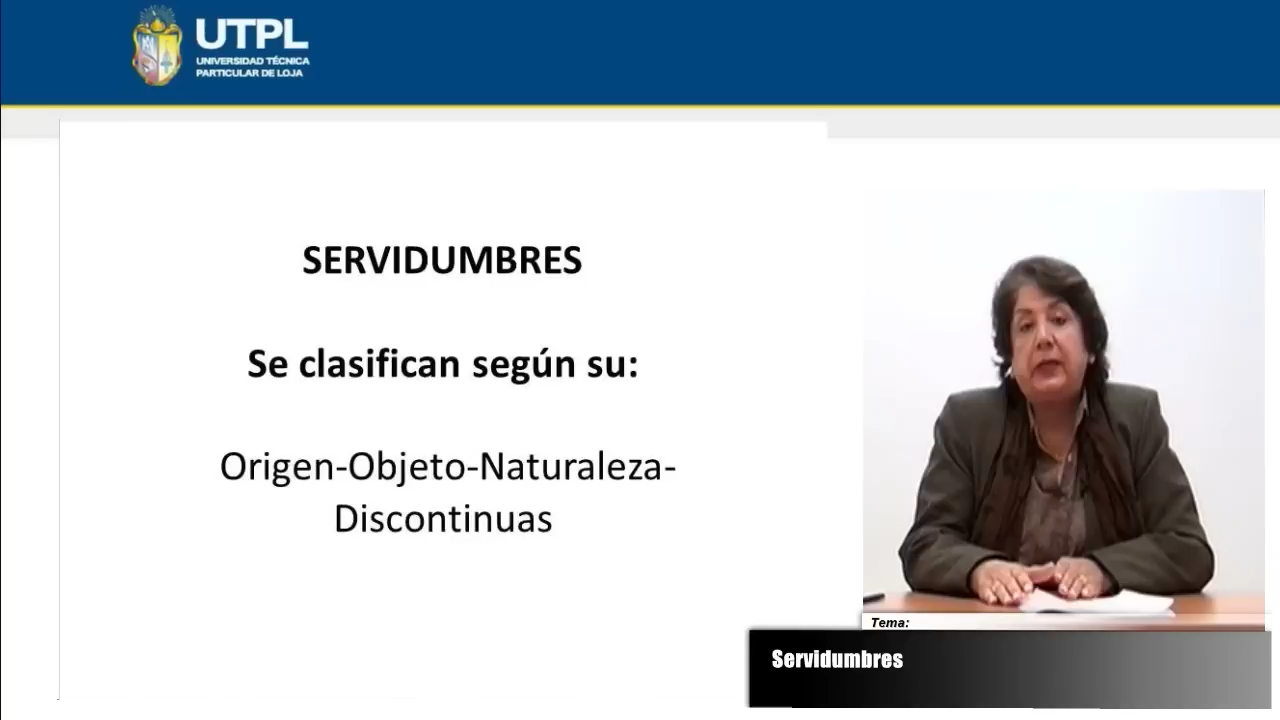 UTPL
UNIVERSIDAD TÉCNICA
PARTICULAR DE LOJA
SERVIDUMBRES
Se clasifican según su:
Origen-Objeto-Naturaleza-
Discontinuas
Tema:
Servidumbres